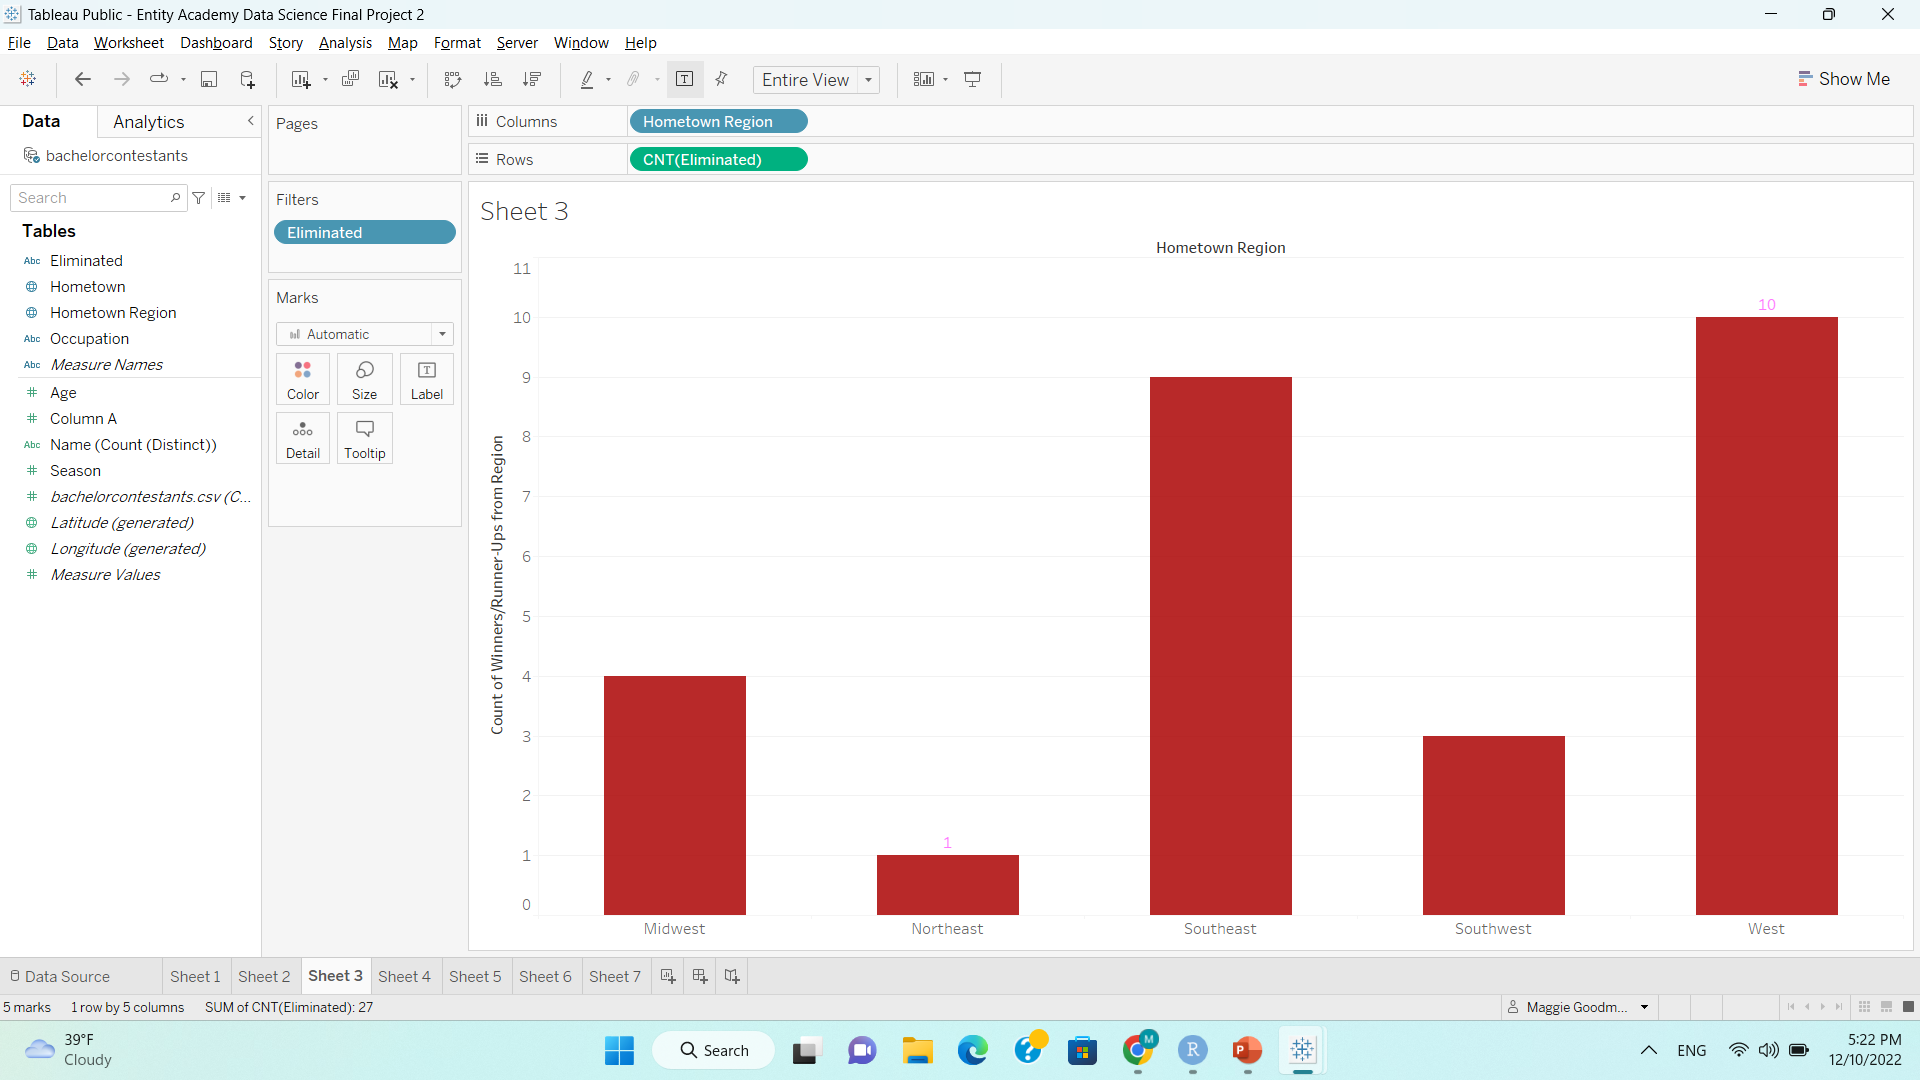 Tableau Public - Entity Academy Data Science Final Project 2
File Data Worksheet Dashboard Story Analysis Map Format Server Window Help
Entire View
Show Me
Data Analytics
bachelorcontestants
Search
Tables
Abc Eliminated
Hometown
Hometown Region
Abc Occupation
Abc Measure Names
Age
Column A
Abc Name (Count (Distinct))
Season
bachelorcontestants.csv (C...
Latitude (generated)
Longitude (generated)
Measure Values
Pages
Filters
Eliminated
Marks
Automatic
Color Size Label
Detail Tooltip
Columns Hometown Region
Rows CNT(Eliminated)
Sheet 3
Hometown Region
Count of Winners/Runner-Ups from Region
11
10
9
8
7
6
5
4
3
2
1
0
1
10
Midwest Northeast Southeast Southwest West
Data Source Sheet 1 Sheet 2 Sheet 3 Sheet 4 Sheet 5 Sheet 6 Sheet 7
5 marks 1 row by 5 columns SUM of CNT(Eliminated): 27
Maggie Goodm...
39°F
Cloudy
Search
M
R
P
ENG
5:22 PM
12/10/2022